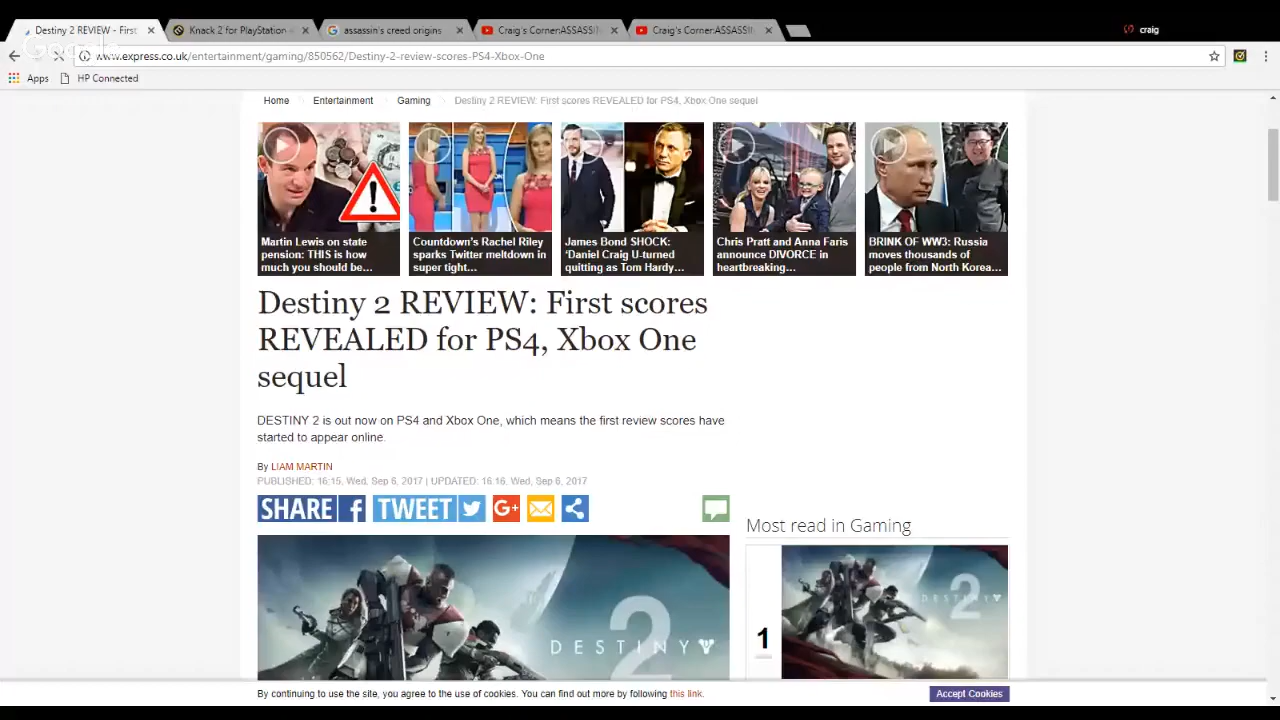 Destiny 2 REVIEW - First
Knack 2 for PlayStation
assassin's creed origins
Craig's Corner:ASSASSI
Craig's Corner:ASSASSI
craig
Google
www.express.co.uk/entertainment/gaming/850562/Destiny-2-review-scores-PS4-Xbox-One
Apps
HP Connected
Home
Entertainment
Gaming
Destiny 2 REVIEW: First scores REVEALED for PS4, Xbox One sequel
Martin Lewis on state
pension: THIS is how
much you should be...
Countdown's Rachel Riley
sparks Twitter meltdown in
super tight...
James Bond SHOCK:
'Daniel Craig U-turned
quitting as Tom Hardy...
Chris Pratt and Anna Faris
announce DIVORCE in
heartbreaking...
BRINK OF WW3: Russia
moves thousands of
people from North Korea...
Destiny 2 REVIEW: First scores
REVEALED for PS4, Xbox One
sequel
DESTINY 2 is out now on PS4 and Xbox One, which means the first review scores have
started to appear online.
By LIAM MARTIN
PUBLISHED: 16:15, Wed, Sep 6, 2017 | UPDATED: 16:16, Wed, Sep 6, 2017
SHARE f
TWEET
G+
Most read in Gaming
2
DESTINY
1
2
DESTINY
By continuing to use the site, you agree to the use of cookies. You can find out more by following this link.
Accept Cookies